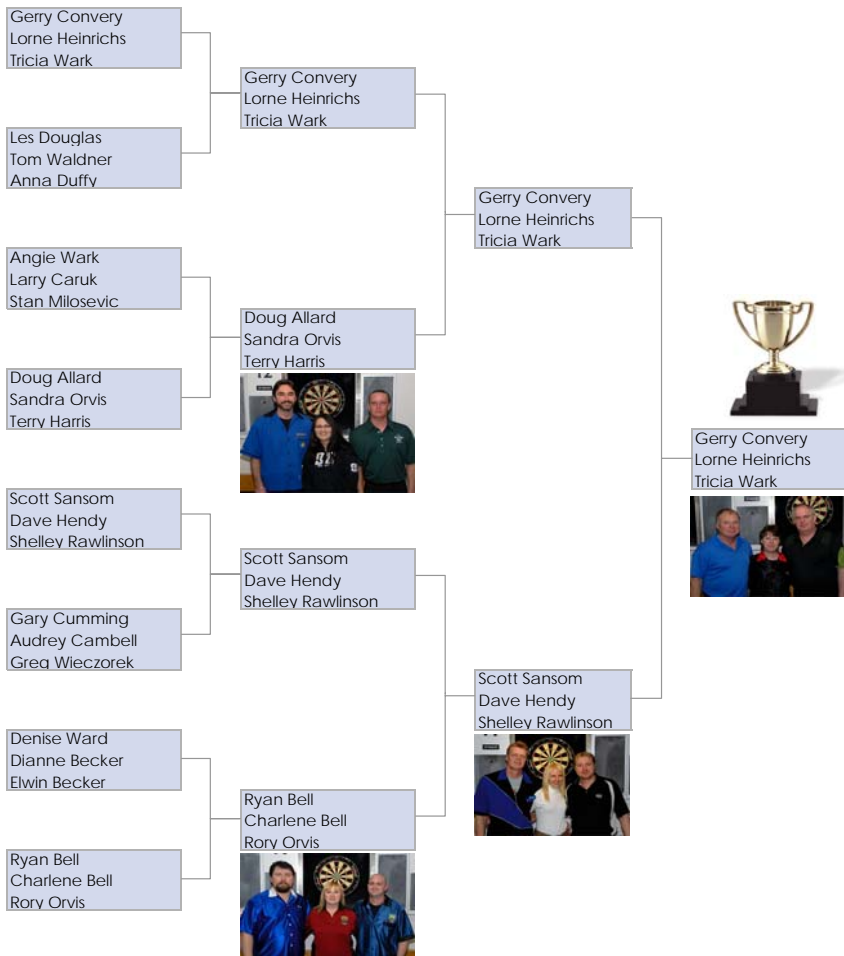 Gerry Convery
Lorne Heinrichs
Tricia Wark
Les Douglas
Tom Waldner
Anna Duffy
Angie Wark
Larry Caruk
Stan Milosevic
Doug Allard
Sandra Orvis
Terry Harris
Scott Sansom
Dave Hendy
Shelley Rawlinson
Gary Cumming
Audrey Cambell
Greg Wieczorek
Denise Ward
Dianne Becker
Elwin Becker
Ryan Bell
Charlene Bell
Rory Orvis
Gerry Convery
Lorne Heinrichs
Tricia Wark
Doug Allard
Sandra Orvis
Terry Harris
Scott Sansom
Dave Hendy
Shelley Rawlinson
Ryan Bell
Charlene Bell
Rory Orvis
Gerry Convery
Lorne Heinrichs
Tricia Wark
Scott Sansom
Dave Hendy
Shelley Rawlinson
Gerry Convery
Lorne Heinrichs
Tricia Wark